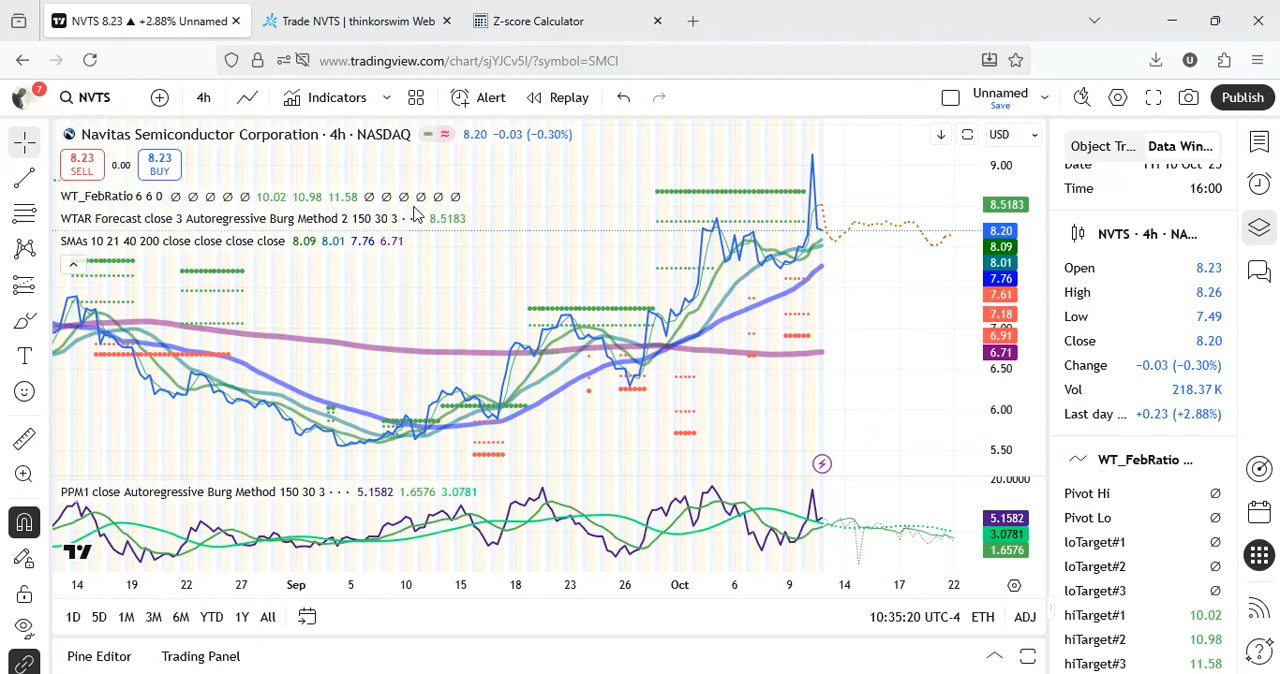 NVTS 8.23 ▲ +2.88% Unnamed
Trade NVTS | thinkorswim Web
Z-score Calculator
www.tradingview.com/chart/sjYJCv5I/?symbol=SMCI
7
NVTS
4h
Indicators
Alert
Replay
Unnamed
Save
Publish
Navitas Semiconductor Corporation · 4h · NASDAQ
8.20 −0.03 (−0.30%)
USD
8.23
SELL
0.00
8.23
BUY
WT_FebRatio 6 6 0 ∅ ∅ ∅ ∅ ∅ 10.02 10.98 11.58 ∅ ∅ ∅ ∅ ∅ ∅
WTAR Forecast close 3 Autoregressive Burg Method 2 150 30 3 · · 8.5183
SMAs 10 21 40 200 close close close close 8.09 8.01 7.76 6.71
9.00
8.5183
8.20
8.09
8.01
7.76
7.61
7.18
7.00
6.91
6.71
6.50
6.00
5.50
PPM1 close Autoregressive Burg Method 150 30 3 · · · 5.1582 1.6576 3.0781
20.0000
5.1582
3.0781
1.6576
14 19 22 27 Sep 5 10 15 18 23 26 Oct 6 9 14 17 22
1D 5D 1M 3M 6M YTD 1Y All
10:35:20 UTC-4 ETH ADJ
Pine Editor Trading Panel
Object Tr... Data Win...
Date Fri 10 Oct '25
Time 16:00
NVTS · 4h · NA...
Open 8.23
High 8.26
Low 7.49
Close 8.20
Change −0.03 (−0.30%)
Vol 218.37 K
Last day ... +0.23 (+2.88%)
WT_FebRatio ...
Pivot Hi ∅
Pivot Lo ∅
loTarget#1 ∅
loTarget#2 ∅
loTarget#3 ∅
hiTarget#1 10.02
hiTarget#2 10.98
hiTarget#3 11.58